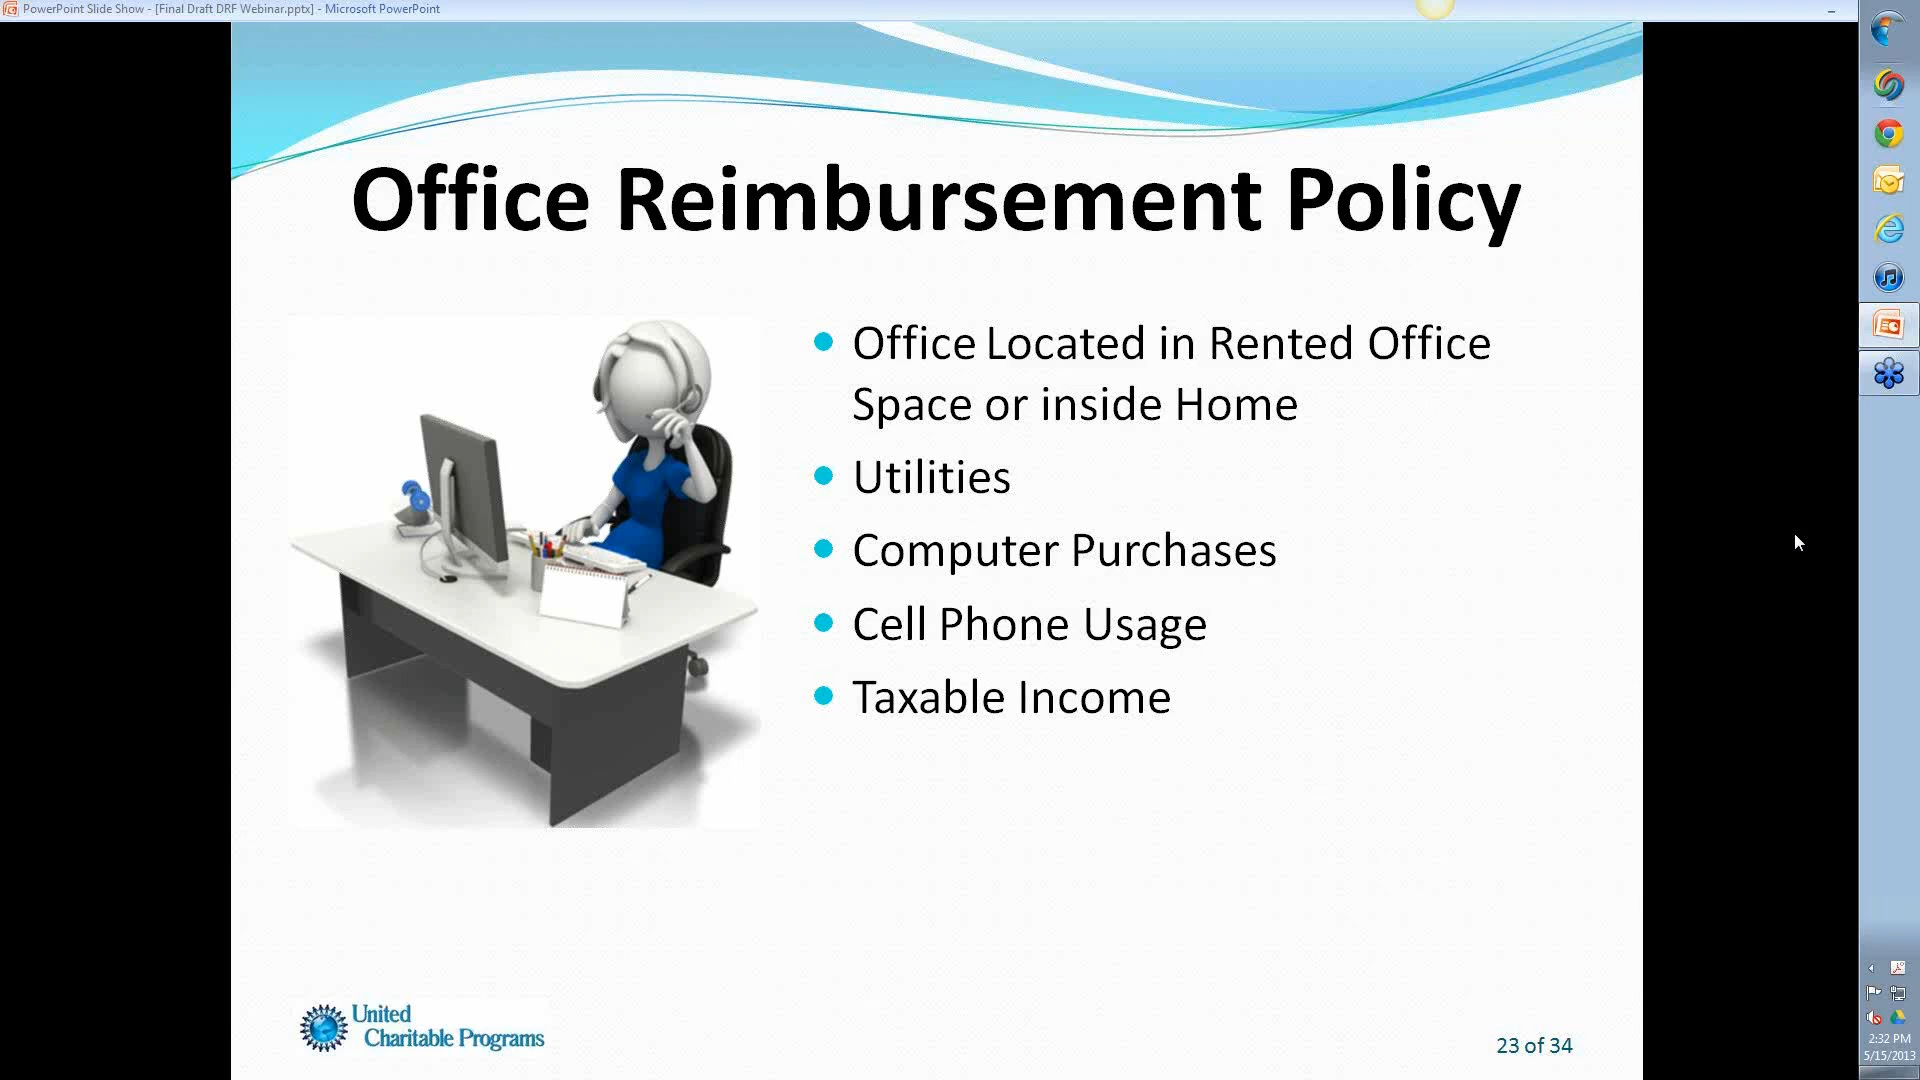 PowerPoint Slide Show - [Final Draft DRF Webinar.pptx] - Microsoft PowerPoint
Office Reimbursement Policy
Office Located in Rented Office
Space or inside Home
Utilities
Computer Purchases
Cell Phone Usage
Taxable Income
United
Charitable Programs
23 of 34
2:32 PM
5/15/2013